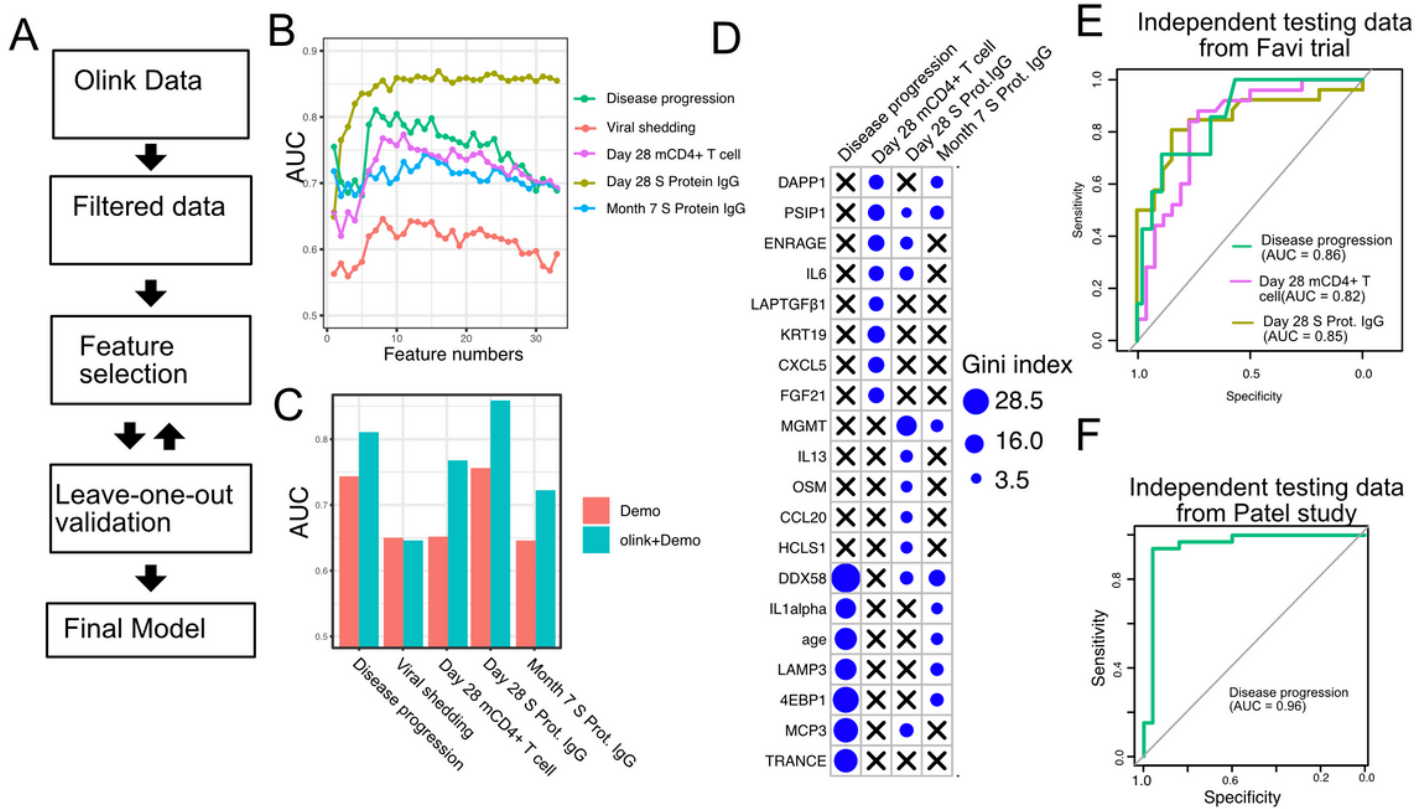 A
Olink Data
Filtered data
Feature
selection
Leave-one-out
validation
Final Model
B
AUC
0.9
0.8
0.7
0.6
0.5
0
10
20
30
Feature numbers
Disease progression
Viral shedding
Day 28 mCD4+ T cell
Day 28 S Protein IgG
Month 7 S Protein IgG
C
AUC
0.8
0.7
0.6
0.5
Disease progression
Viral shedding
Day 28 mCD4+ T cell
Day 28 S Prot. IgG
Month 7 S Prot. IgG
Demo
olink+Demo
D
Disease progression
Day 28 mCD4+ T cell
Day 28 S Prot.IgG
Month 7 S Prot. IgG
DAPP1
PSIP1
ENRAGE
IL6
LAPTGFβ1
KRT19
CXCL5
FGF21
MGMT
IL13
OSM
CCL20
HCLS1
DDX58
IL1alpha
age
LAMP3
4EBP1
MCP3
TRANCE
Gini index
28.5
16.0
3.5
E
Independent testing data
from Favi trial
Sensitivity
1.0
0.8
0.6
0.4
0.2
0.0
Disease progression
(AUC = 0.86)
Day 28 mCD4+ T
cell(AUC = 0.82)
Day 28 S Prot. IgG
(AUC = 0.85)
1.0
0.5
0.0
Specificity
F
Independent testing data
from Patel study
Sensitivity
0.8
0.4
0.0
Disease progression
(AUC = 0.96)
1.0
0.6
0.2
0.0
Specificity